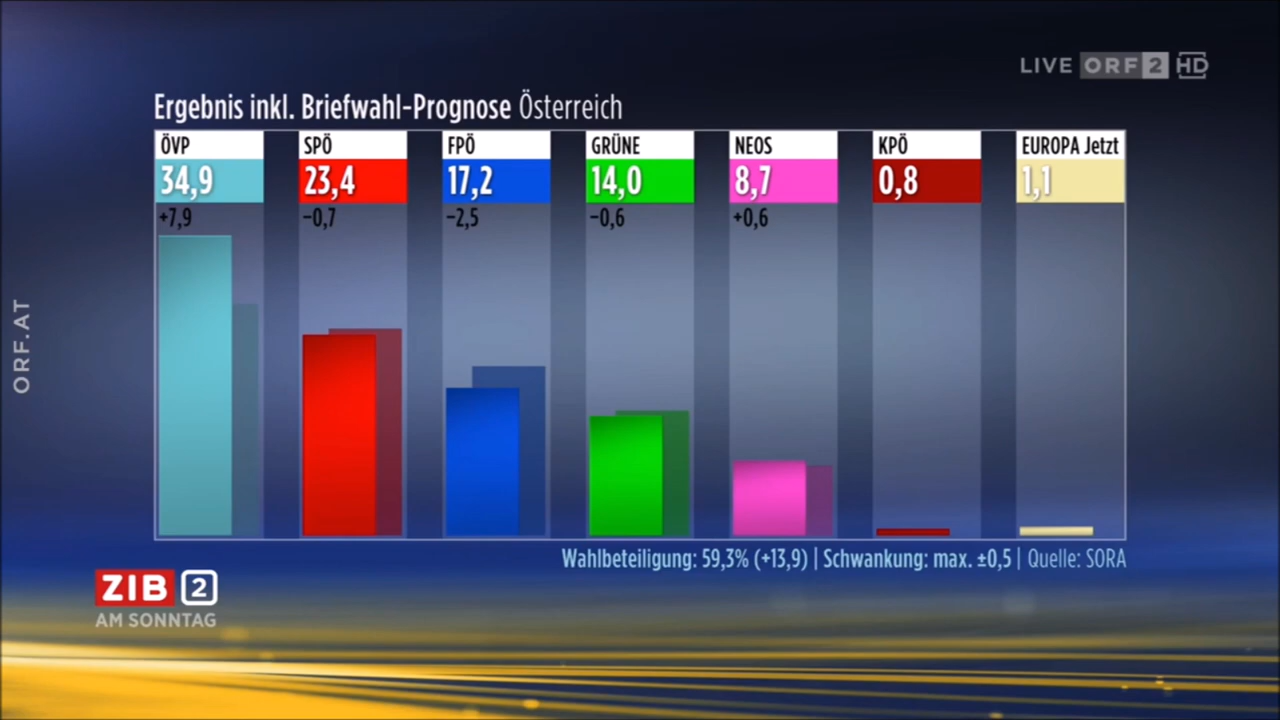 LIVE ORF 2 HD
Ergebnis inkl. Briefwahl-Prognose Österreich
ÖVP SPÖ FPÖ GRÜNE NEOS KPÖ EUROPA Jetzt
34,9 23,4 17,2 14,0 8,7 0,8 1,1
+7,9 −0,7 −2,5 −0,6 +0,6
ORF.AT
Wahlbeteiligung: 59,3% (+13,9) | Schwankung: max. ±0,5 | Quelle: SORA
ZIB 2
AM SONNTAG